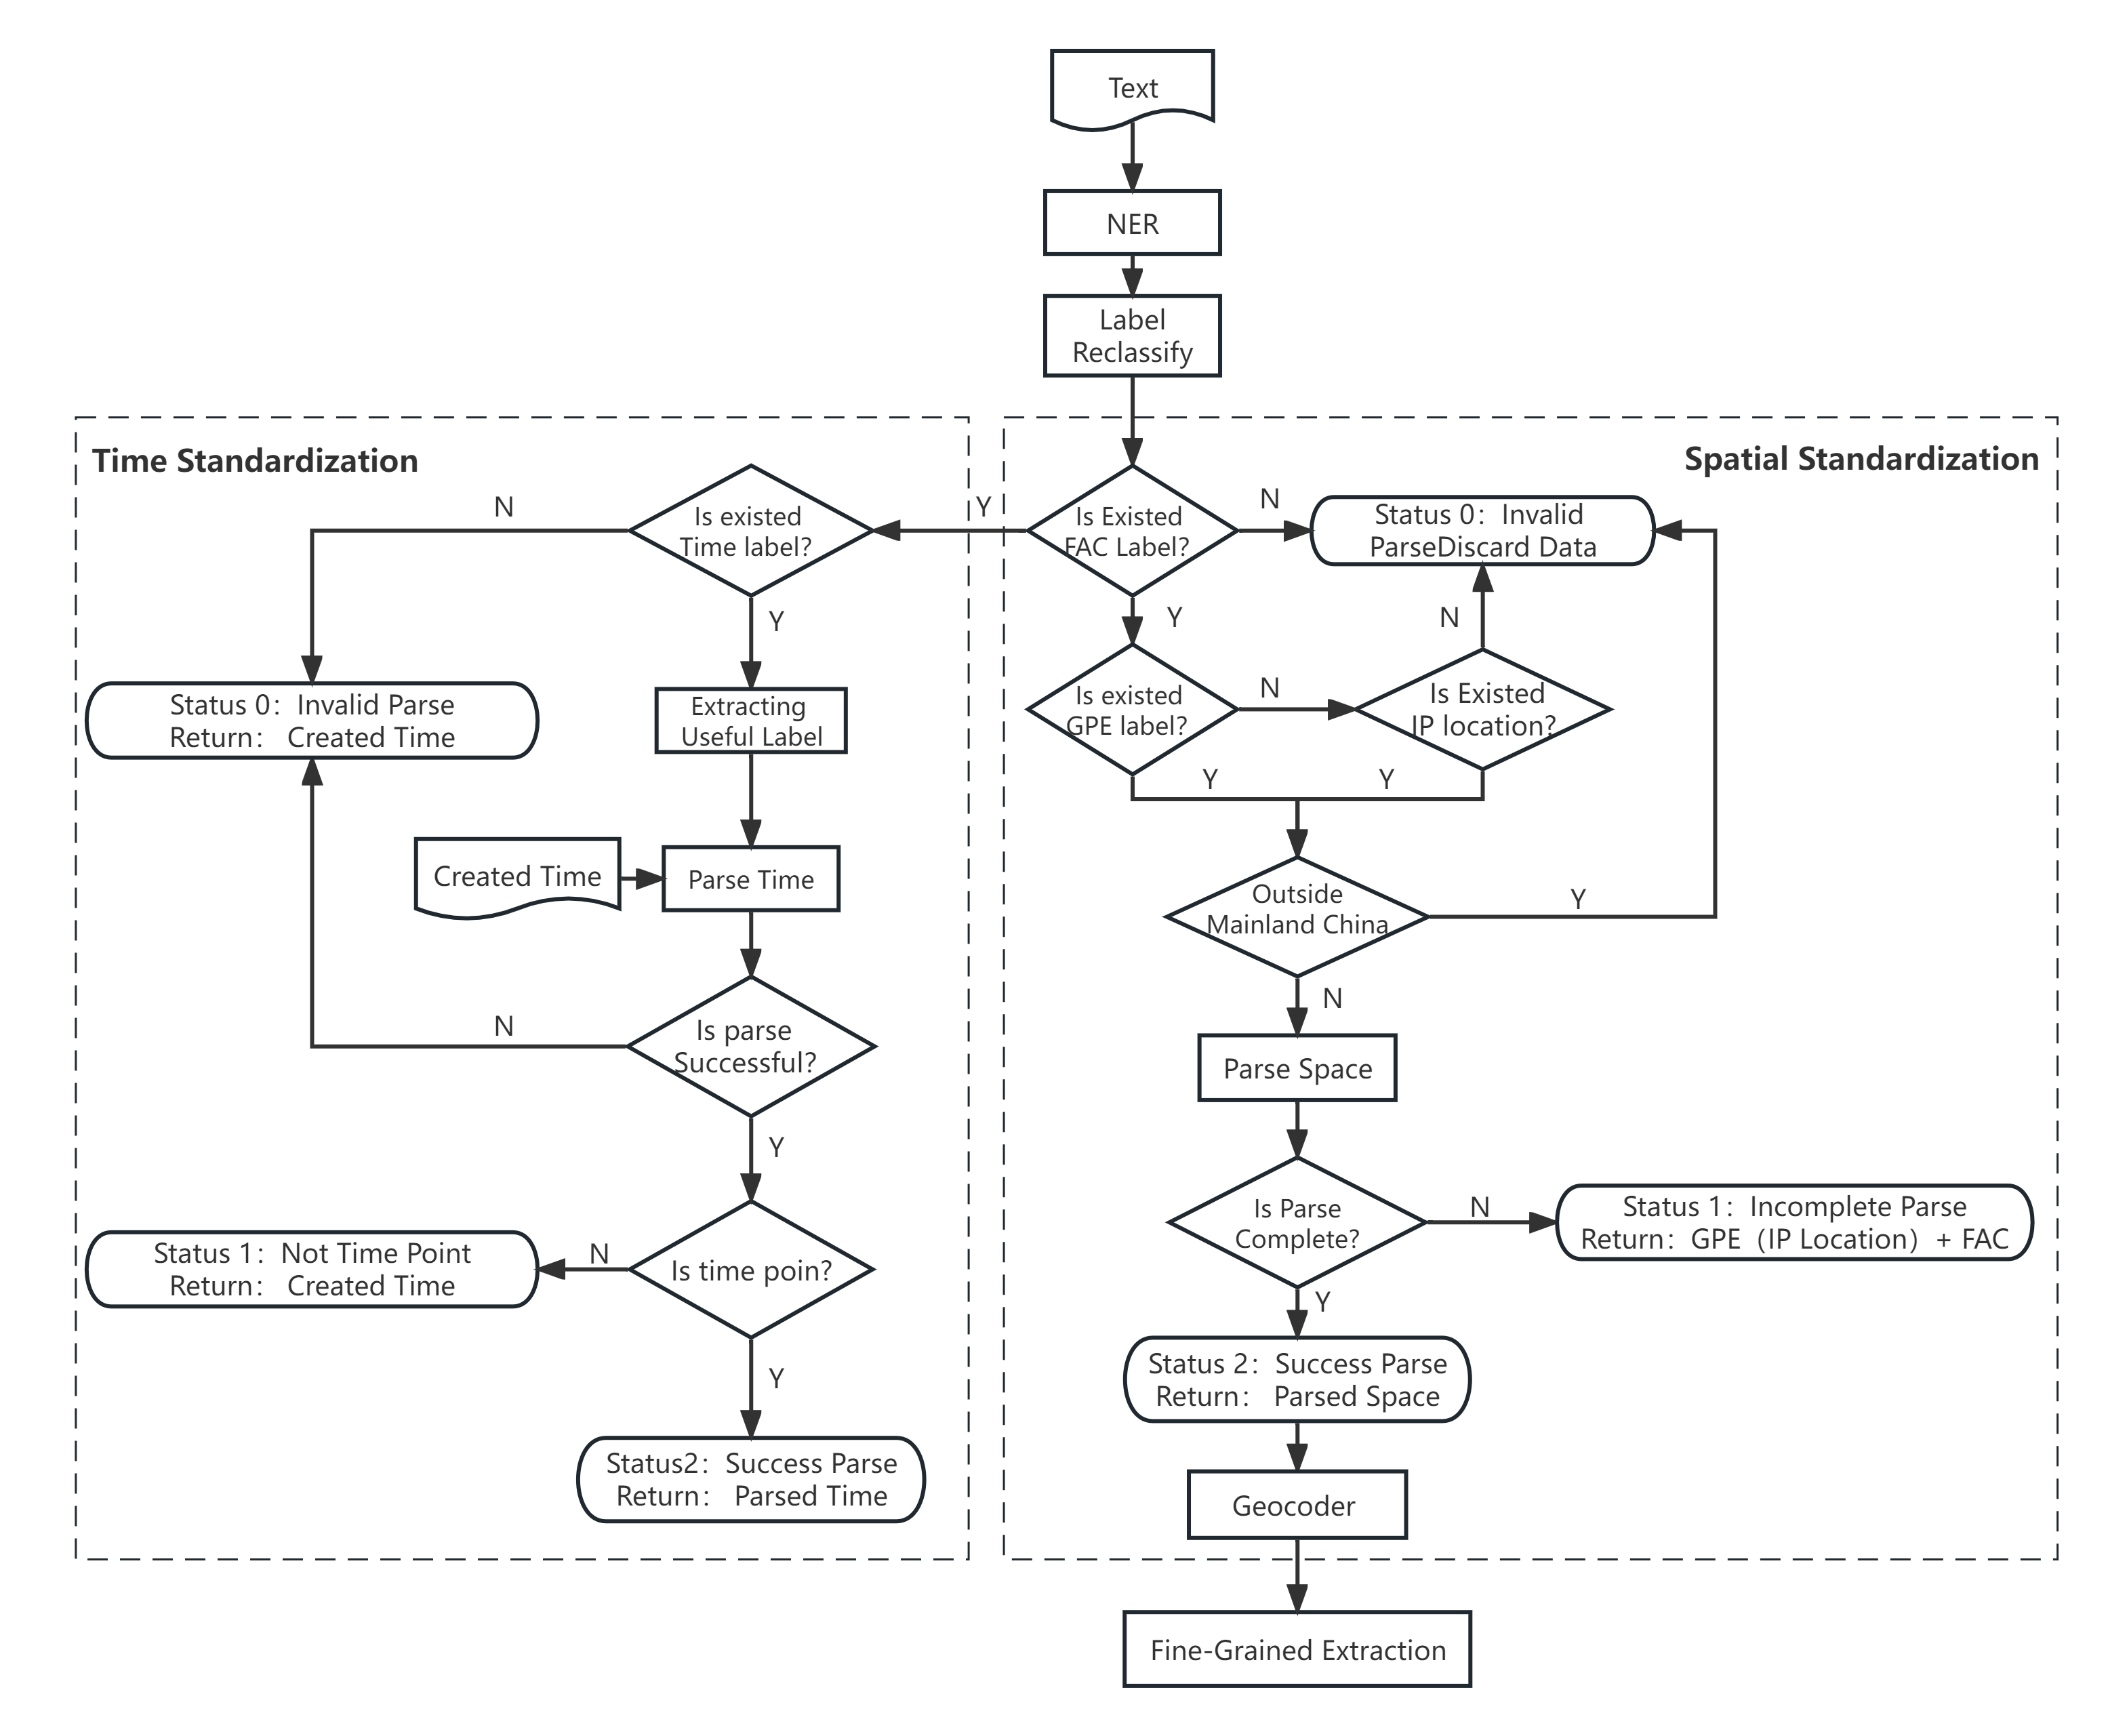 Text
NER
Label
Reclassify
Time Standardization
Spatial Standardization
N
Is existed
Time label?
Y
Is Existed
FAC Label?
N
Status 0：Invalid
ParseDiscard Data
Y
Y
N
Status 0：Invalid Parse
Return： Created Time
Extracting
Useful Label
Is existed
GPE label?
N
Is Existed
IP location?
Y
Y
Created Time
Parse Time
Outside
Mainland China
Y
N
N
Is parse
Successful?
Parse Space
Y
Is Parse
Complete?
N
Status 1：Incomplete Parse
Return：GPE（IP Location）+ FAC
Status 1：Not Time Point
Return： Created Time
N
Is time poin?
Y
Y
Status 2：Success Parse
Return： Parsed Space
Status2：Success Parse
Return： Parsed Time
Geocoder
Fine-Grained Extraction